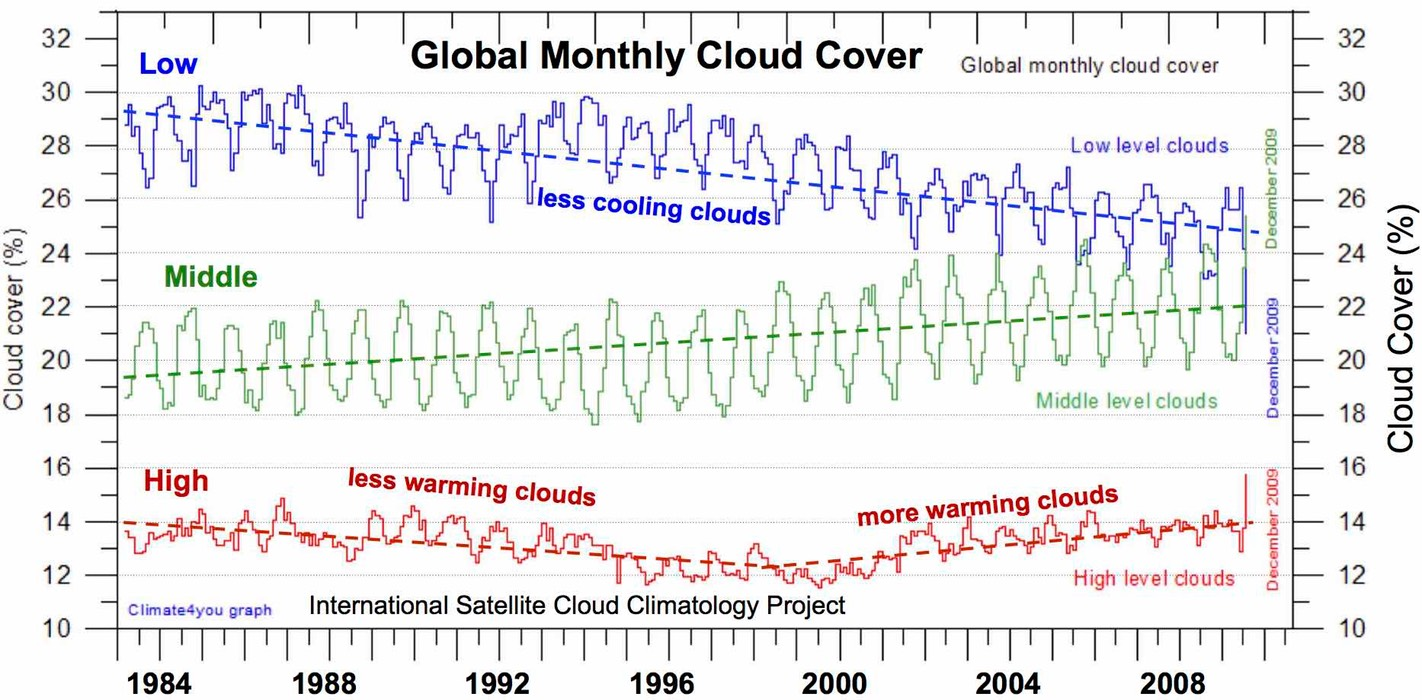 Global Monthly Cloud Cover
Global monthly cloud cover
Low
Low level clouds
less cooling clouds
Middle
Middle level clouds
High
less warming clouds
more warming clouds
High level clouds
Climate4you graph
International Satellite Cloud Climatology Project
December 2009
December 2009
December 2009
Cloud cover (%)
32
30
28
26
24
22
20
18
16
14
12
10
32
30
28
26
24
22
20
18
16
14
12
10
Cloud Cover (%)
1984 1988 1992 1996 2000 2004 2008